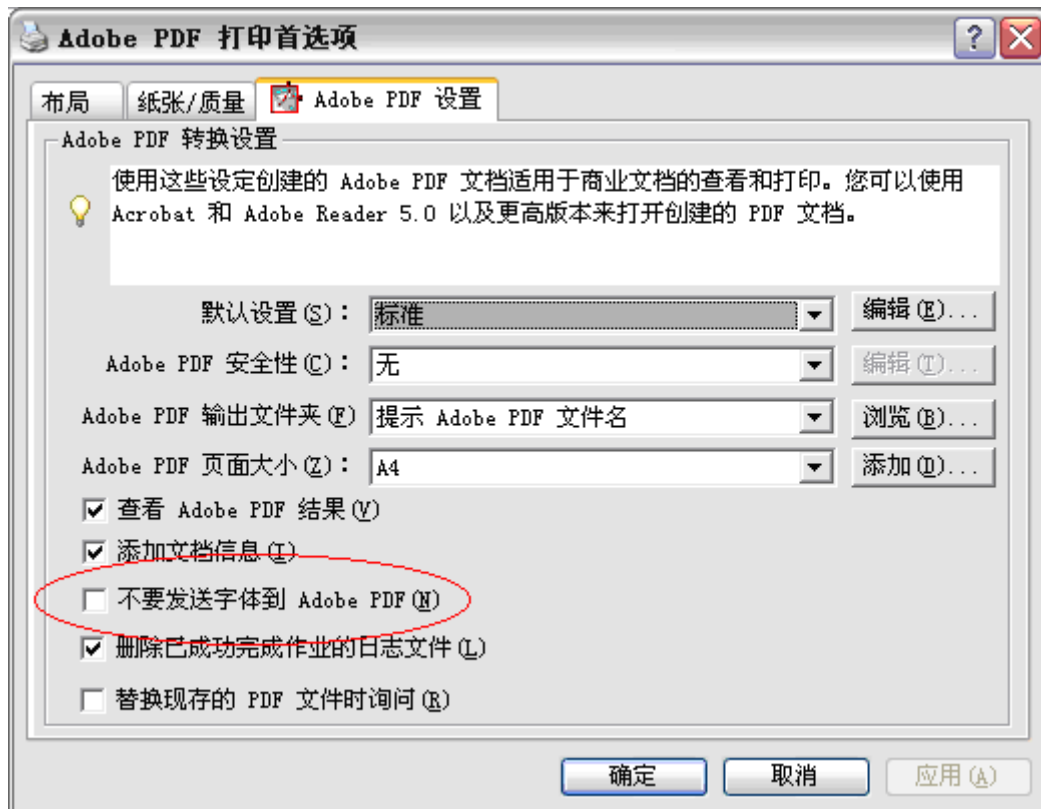 Adobe PDF 打印首选项
布局 纸张/质量 Adobe PDF 设置
Adobe PDF 转换设置
使用这些设定创建的 Adobe PDF 文档适用于商业文档的查看和打印。您可以使用
Acrobat 和 Adobe Reader 5.0 以及更高版本来打开创建的 PDF 文档。
默认设置(S): 标准 编辑(E)...
Adobe PDF 安全性(C): 无 编辑(T)...
Adobe PDF 输出文件夹(F) 提示 Adobe PDF 文件名 浏览(B)...
Adobe PDF 页面大小(Z): A4 添加(D)...
查看 Adobe PDF 结果(V)
添加文档信息(I)
不要发送字体到 Adobe PDF(N)
删除已成功完成作业的日志文件(L)
替换现存的 PDF 文件时询问(R)
确定 取消 应用(A)